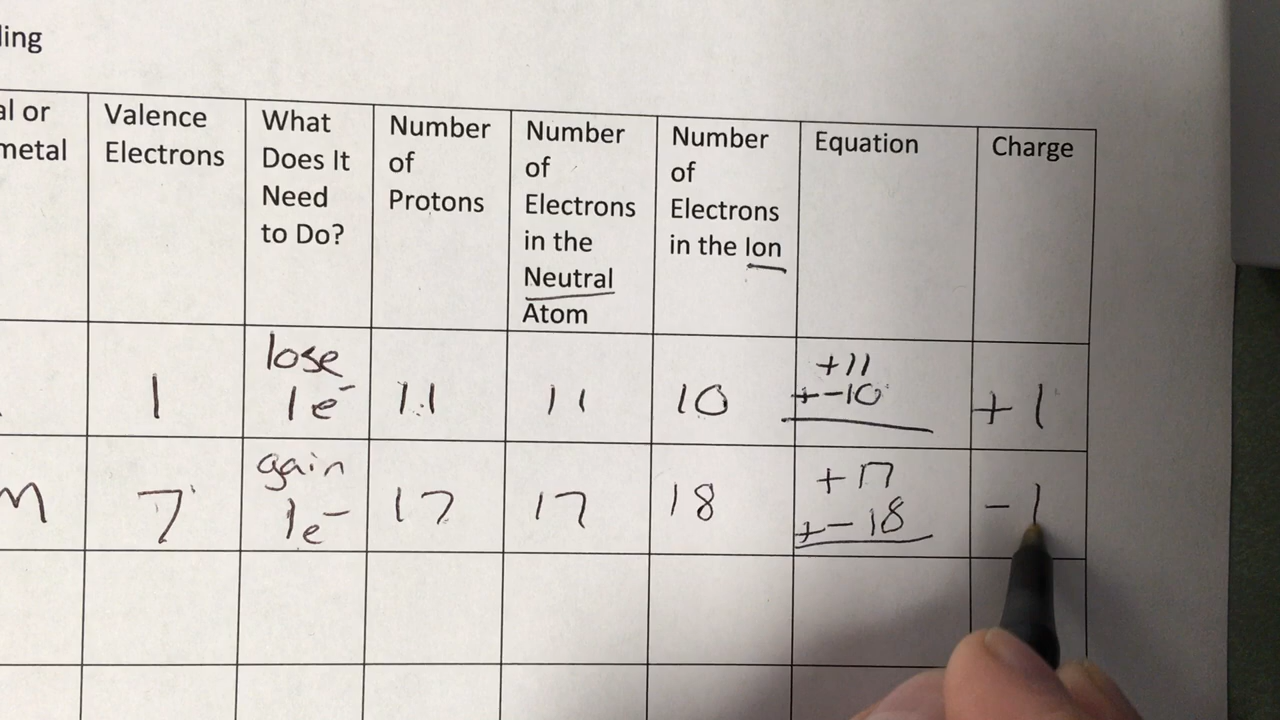 ling
al or
metal
Valence
Electrons
What
Does It
Need
to Do?
Number
of
Protons
Number
of
Electrons
in the
Neutral
Atom
Number
of
Electrons
in the Ion
Equation
Charge
1
lose
1e⁻
11
11
10
+11
+-10
+1
m
7
gain
1e⁻
17
17
18
+17
+-18
-1